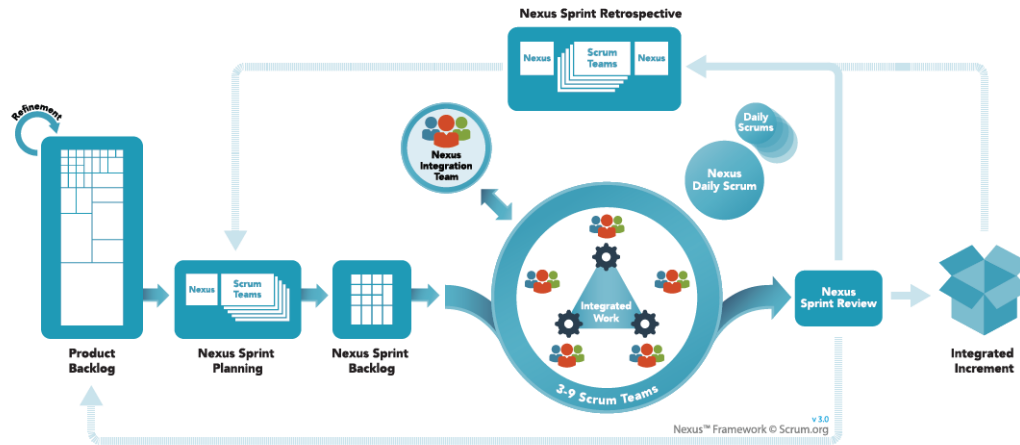 Nexus Sprint Retrospective
Nexus
Scrum
Teams
Nexus
Refinement
Nexus
Integration
Team
Daily
Scrums
Nexus
Daily Scrum
Nexus
Scrum
Teams
Integrated
Work
Nexus
Sprint Review
Product
Backlog
Nexus Sprint
Planning
Nexus Sprint
Backlog
3-9 Scrum Teams
Integrated
Increment
v 3.0
Nexus™ Framework © Scrum.org